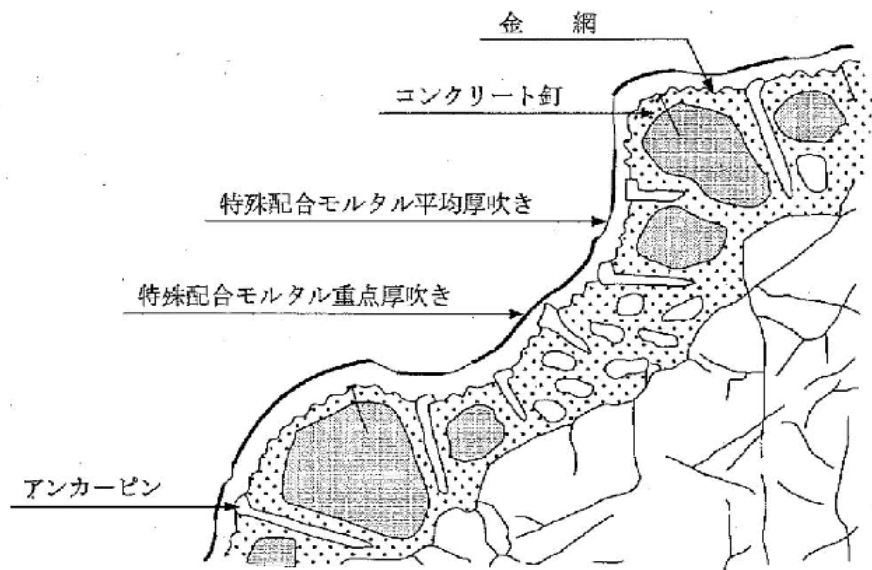 金　網
コンクリート釘
特殊配合モルタル平均厚吹き
特殊配合モルタル重点厚吹き
アンカーピン